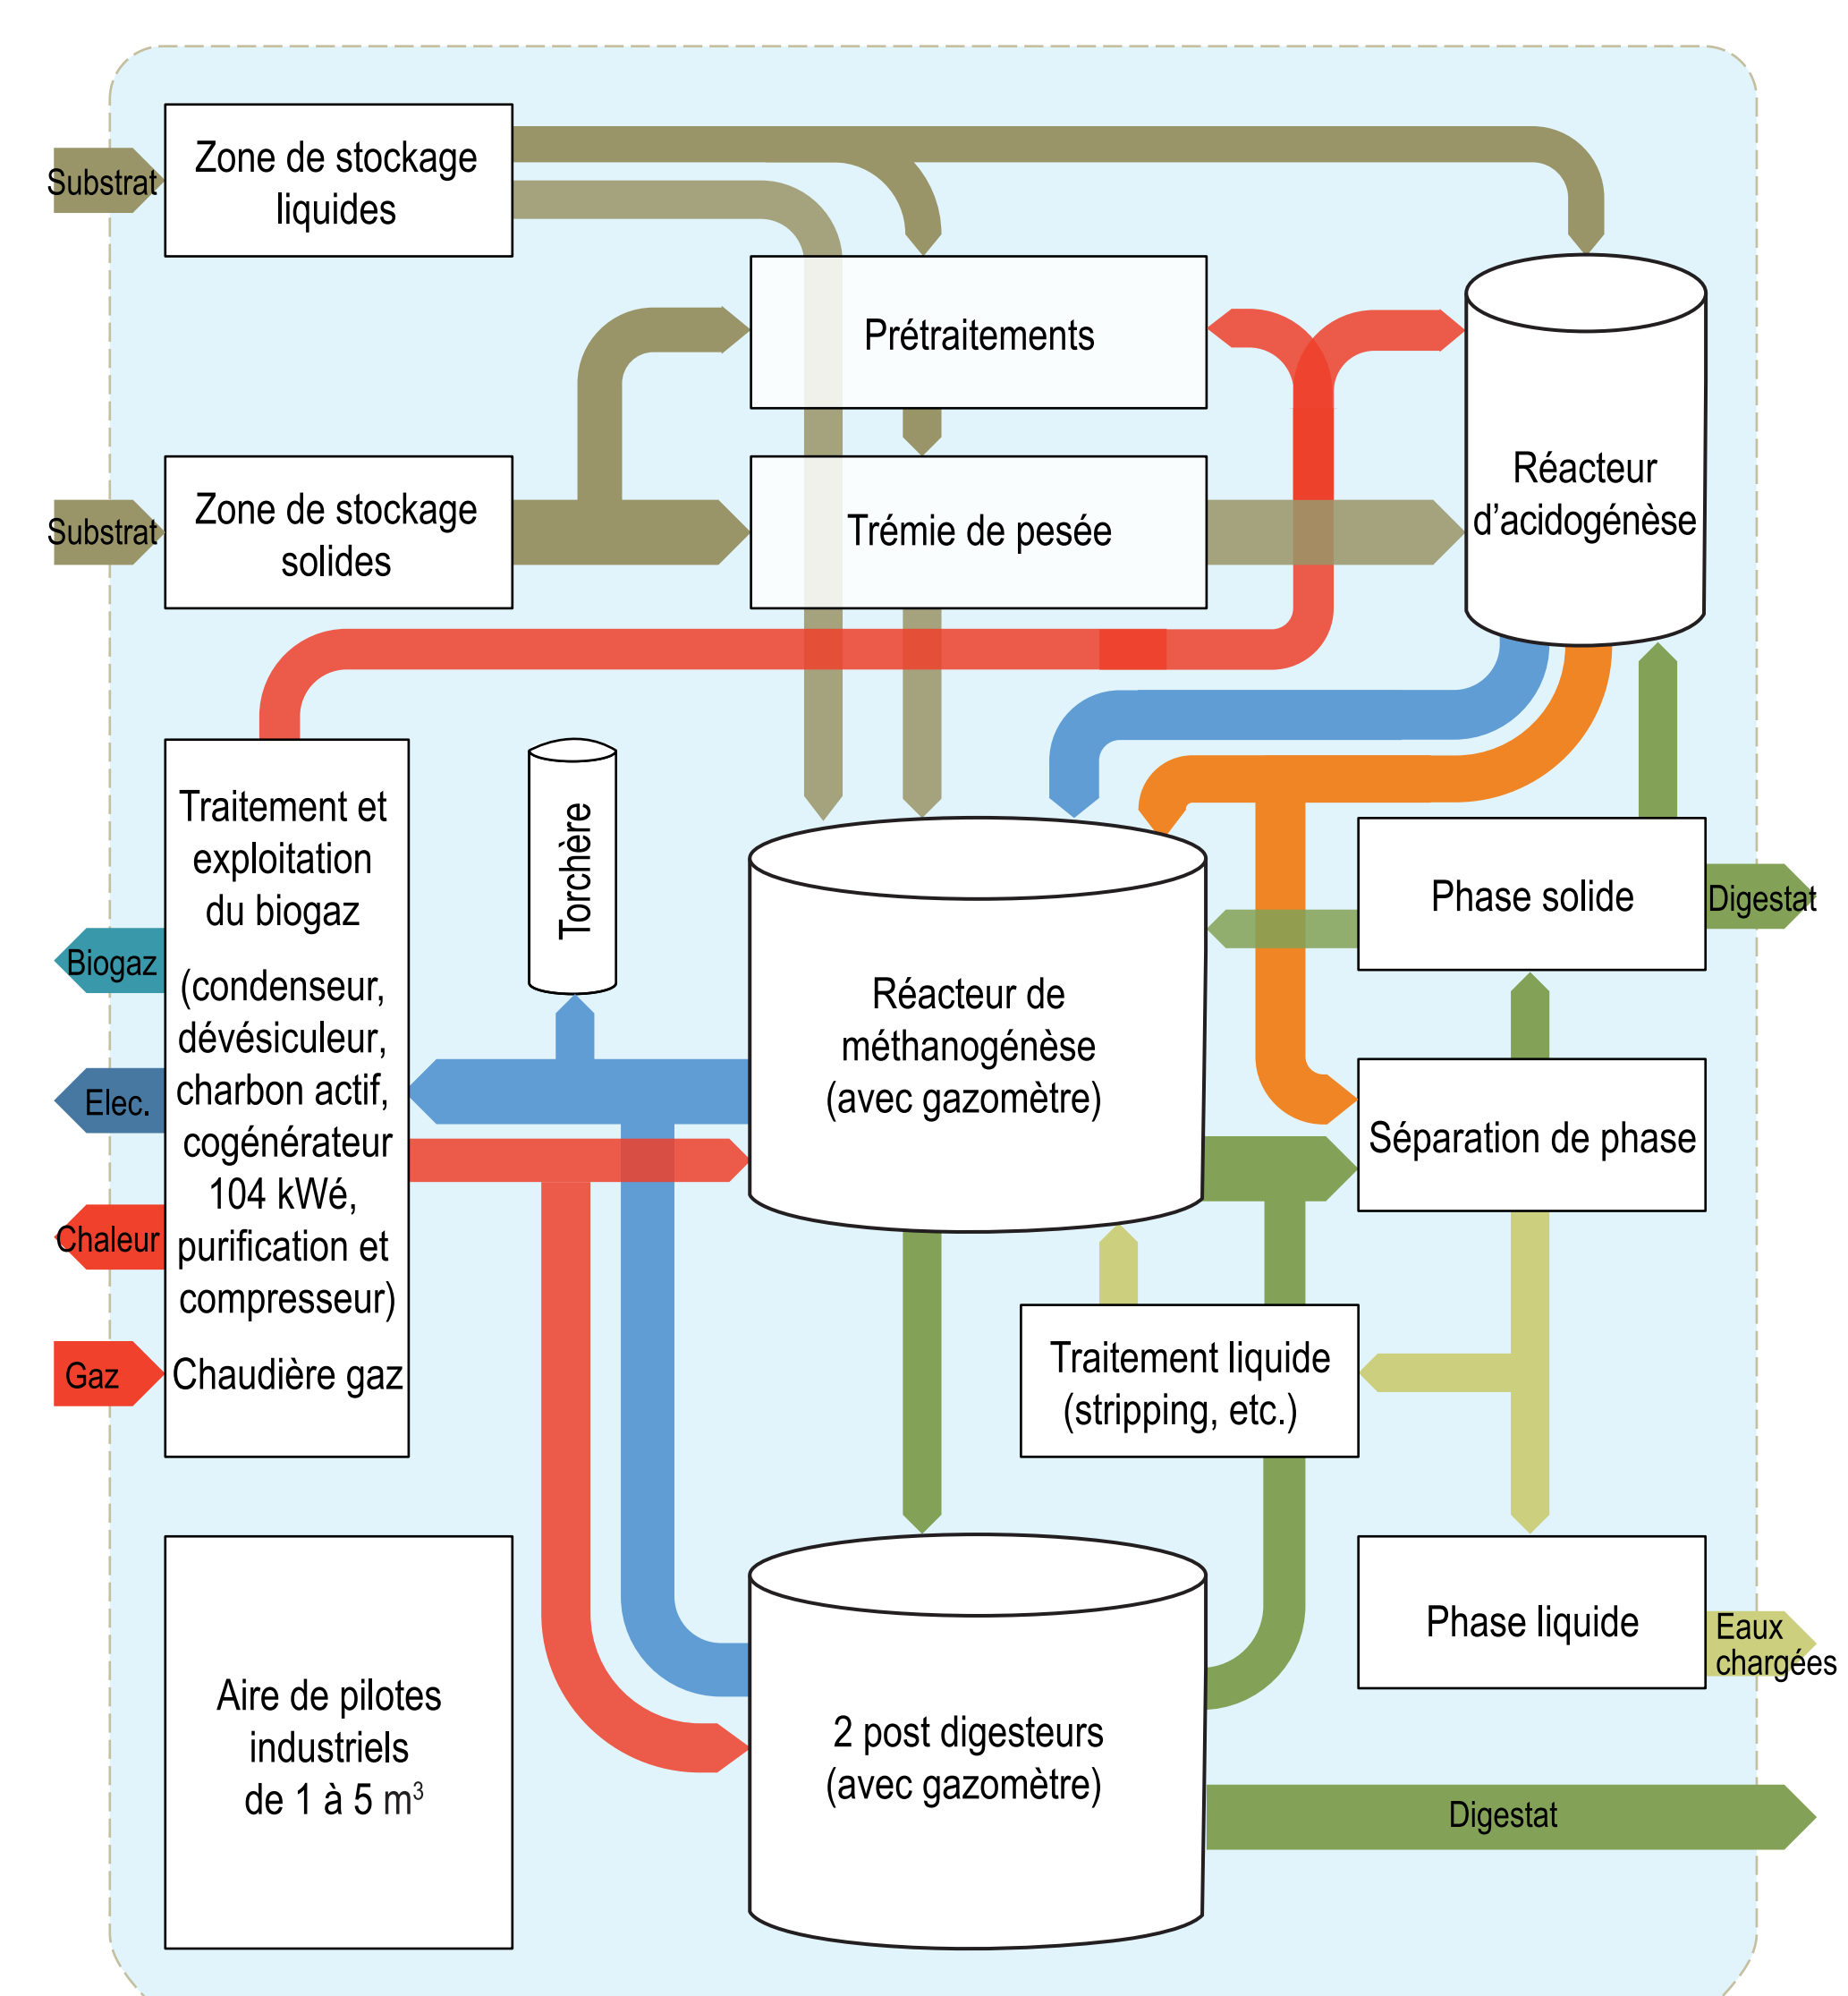 Substrat
Zone de stockage
liquides
Prétraitements
Substrat
Zone de stockage
solides
Trémie de pesée
Réacteur
d’acidogénèse
Traitement et
exploitation
du biogaz
(condenseur,
dévésiculeur,
charbon actif,
cogénérateur
104 kWé,
purification et
compresseur)
Chaudière gaz
Biogaz
Elec.
Chaleur
Gaz
Torchère
Réacteur de
méthanogénèse
(avec gazomètre)
Phase solide
Digestat
Séparation de phase
Traitement liquide
(stripping, etc.)
Phase liquide
Eaux
chargées
Aire de pilotes
industriels
de 1 à 5 m³
2 post digesteurs
(avec gazomètre)
Digestat